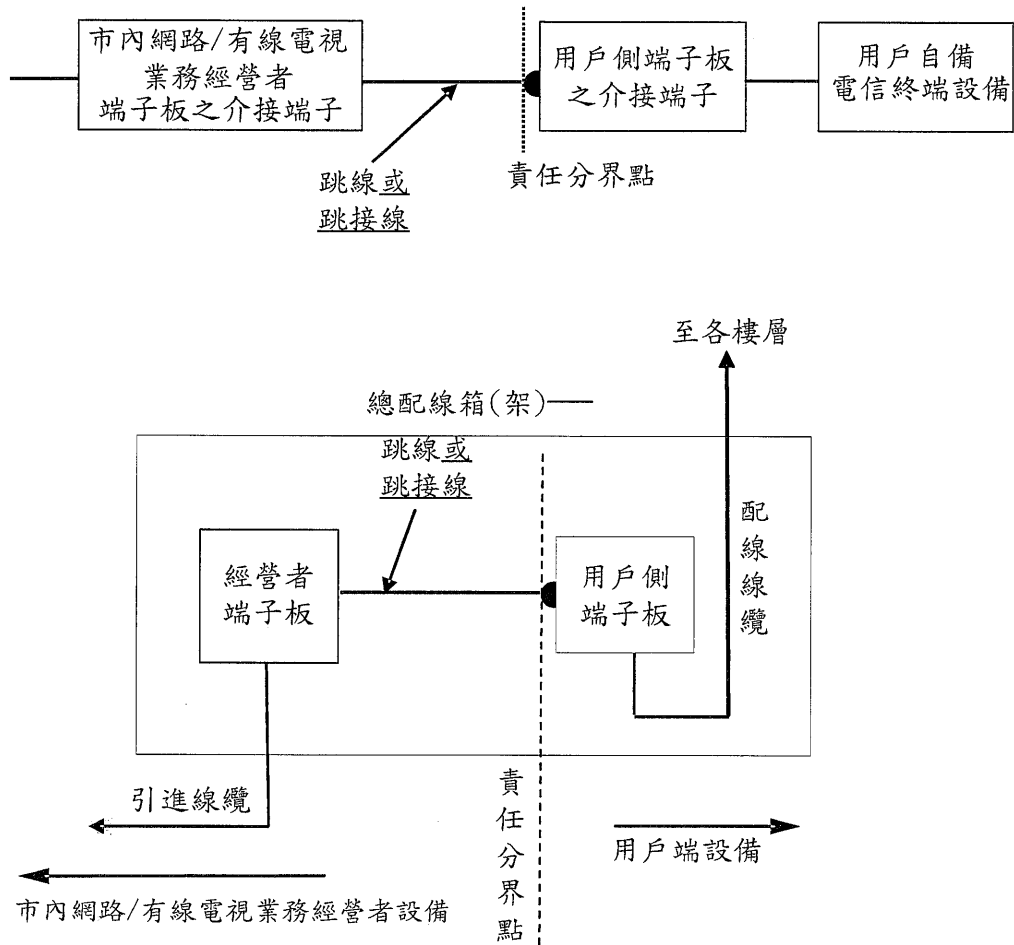 市內網路/有線電視
業務經營者
端子板之介接端子
用戶側端子板
之介接端子
用戶自備
電信終端設備
跳線或
跳接線
責任分界點
至各樓層
總配線箱(架)
跳線或
跳接線
經營者
端子板
用戶側
端子板
配線線纜
引進線纜
責任分界點
用戶端設備
市內網路/有線電視業務經營者設備